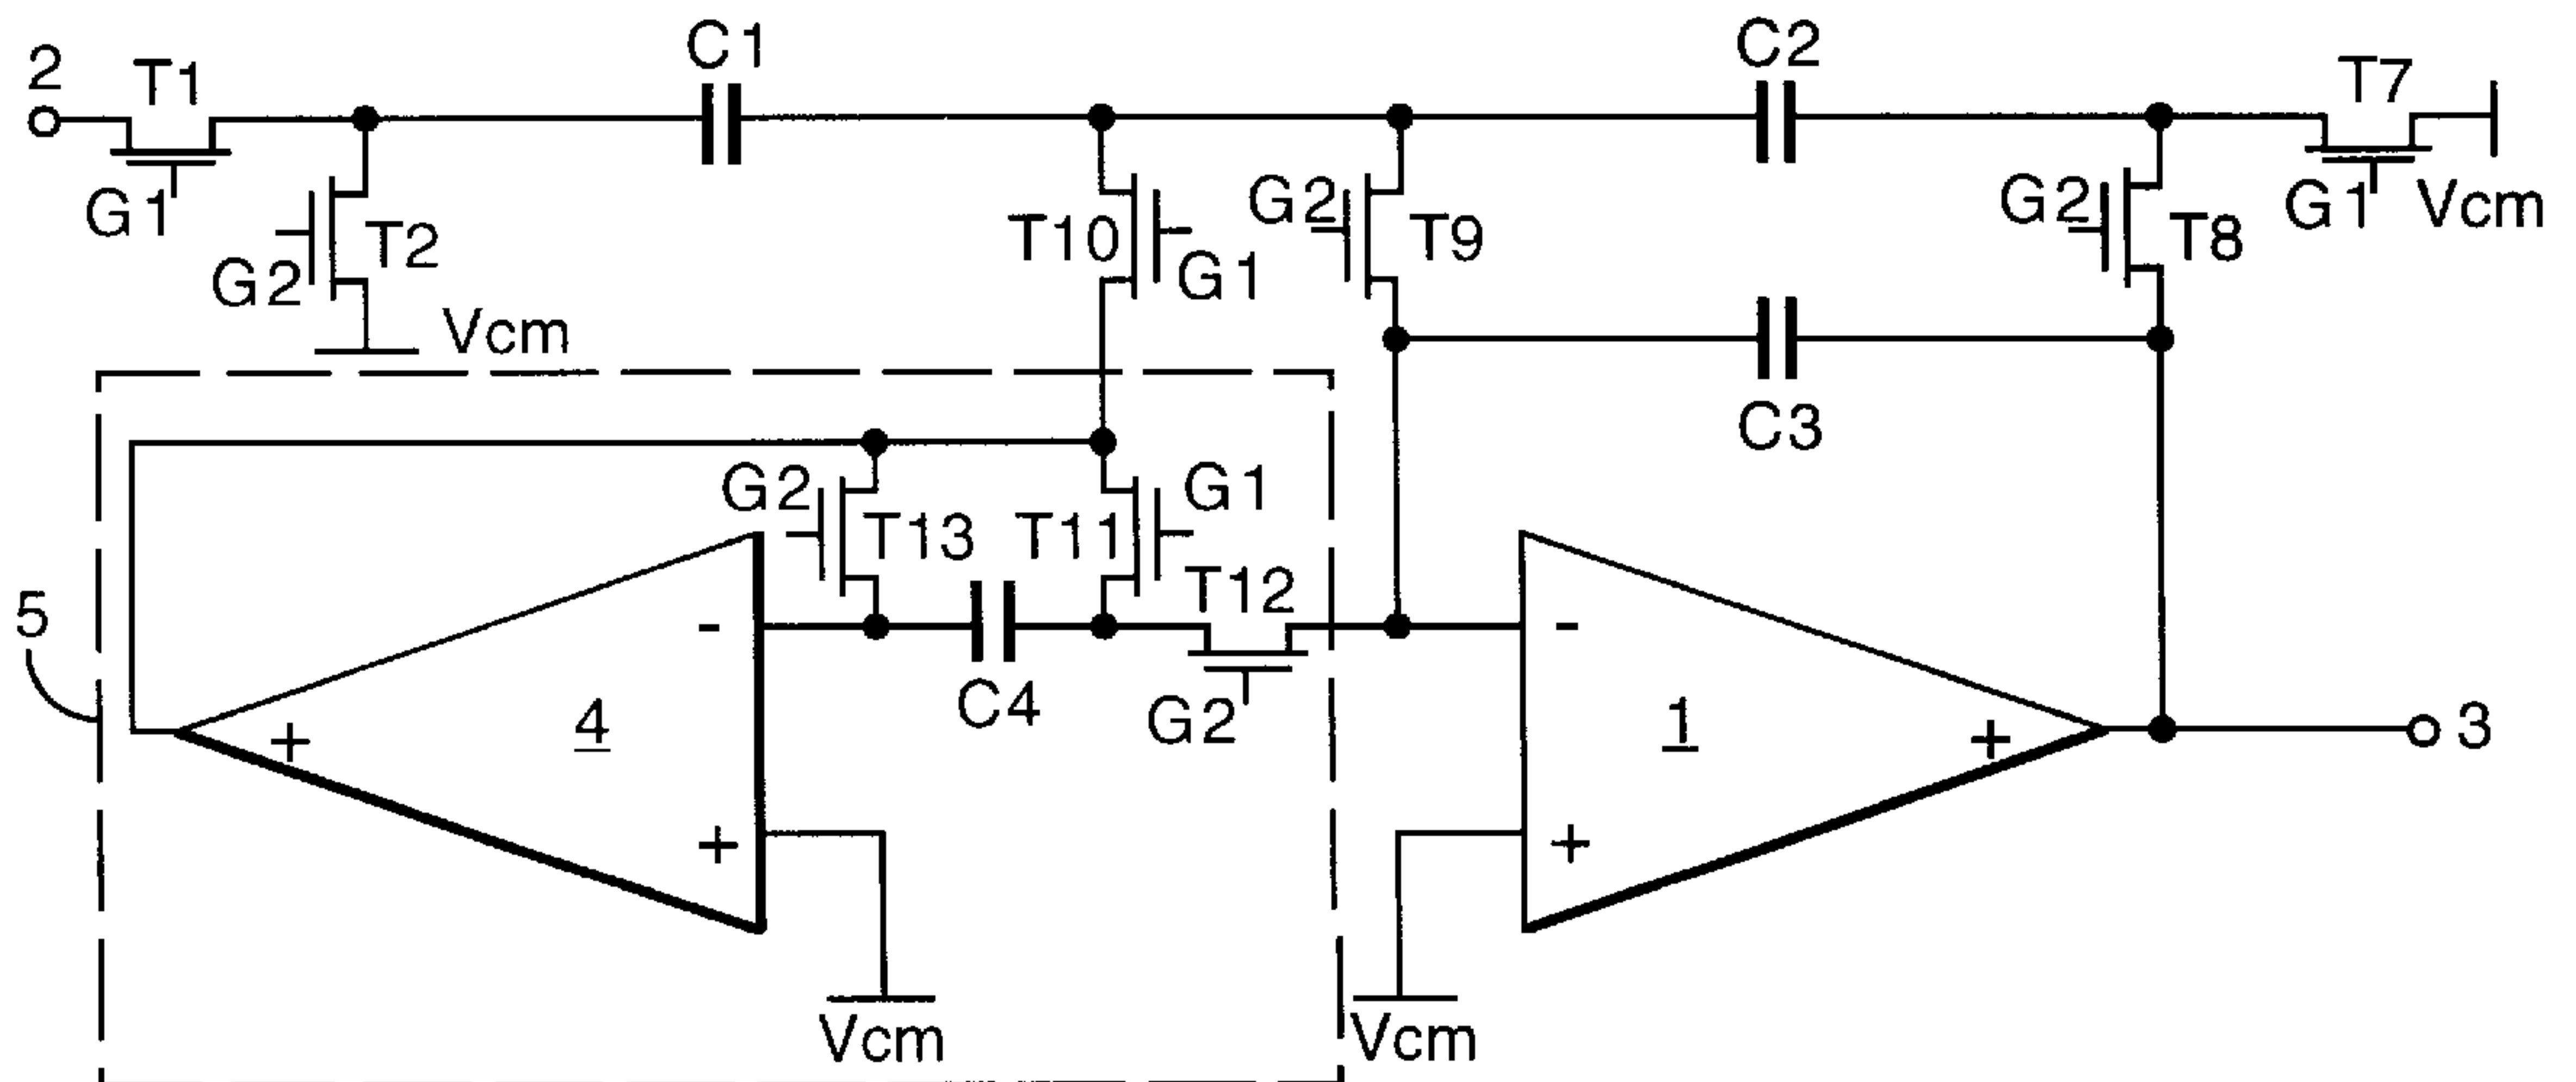 2
T1
C1
C2
T7
G1
T2
G2
Vcm
T10
G1
G2
T9
G2
T8
G1
Vcm
C3
G2
T13
T11
G1
T12
5
-
C4
G2
-
4
+
1
+
3
+
+
Vcm
Vcm